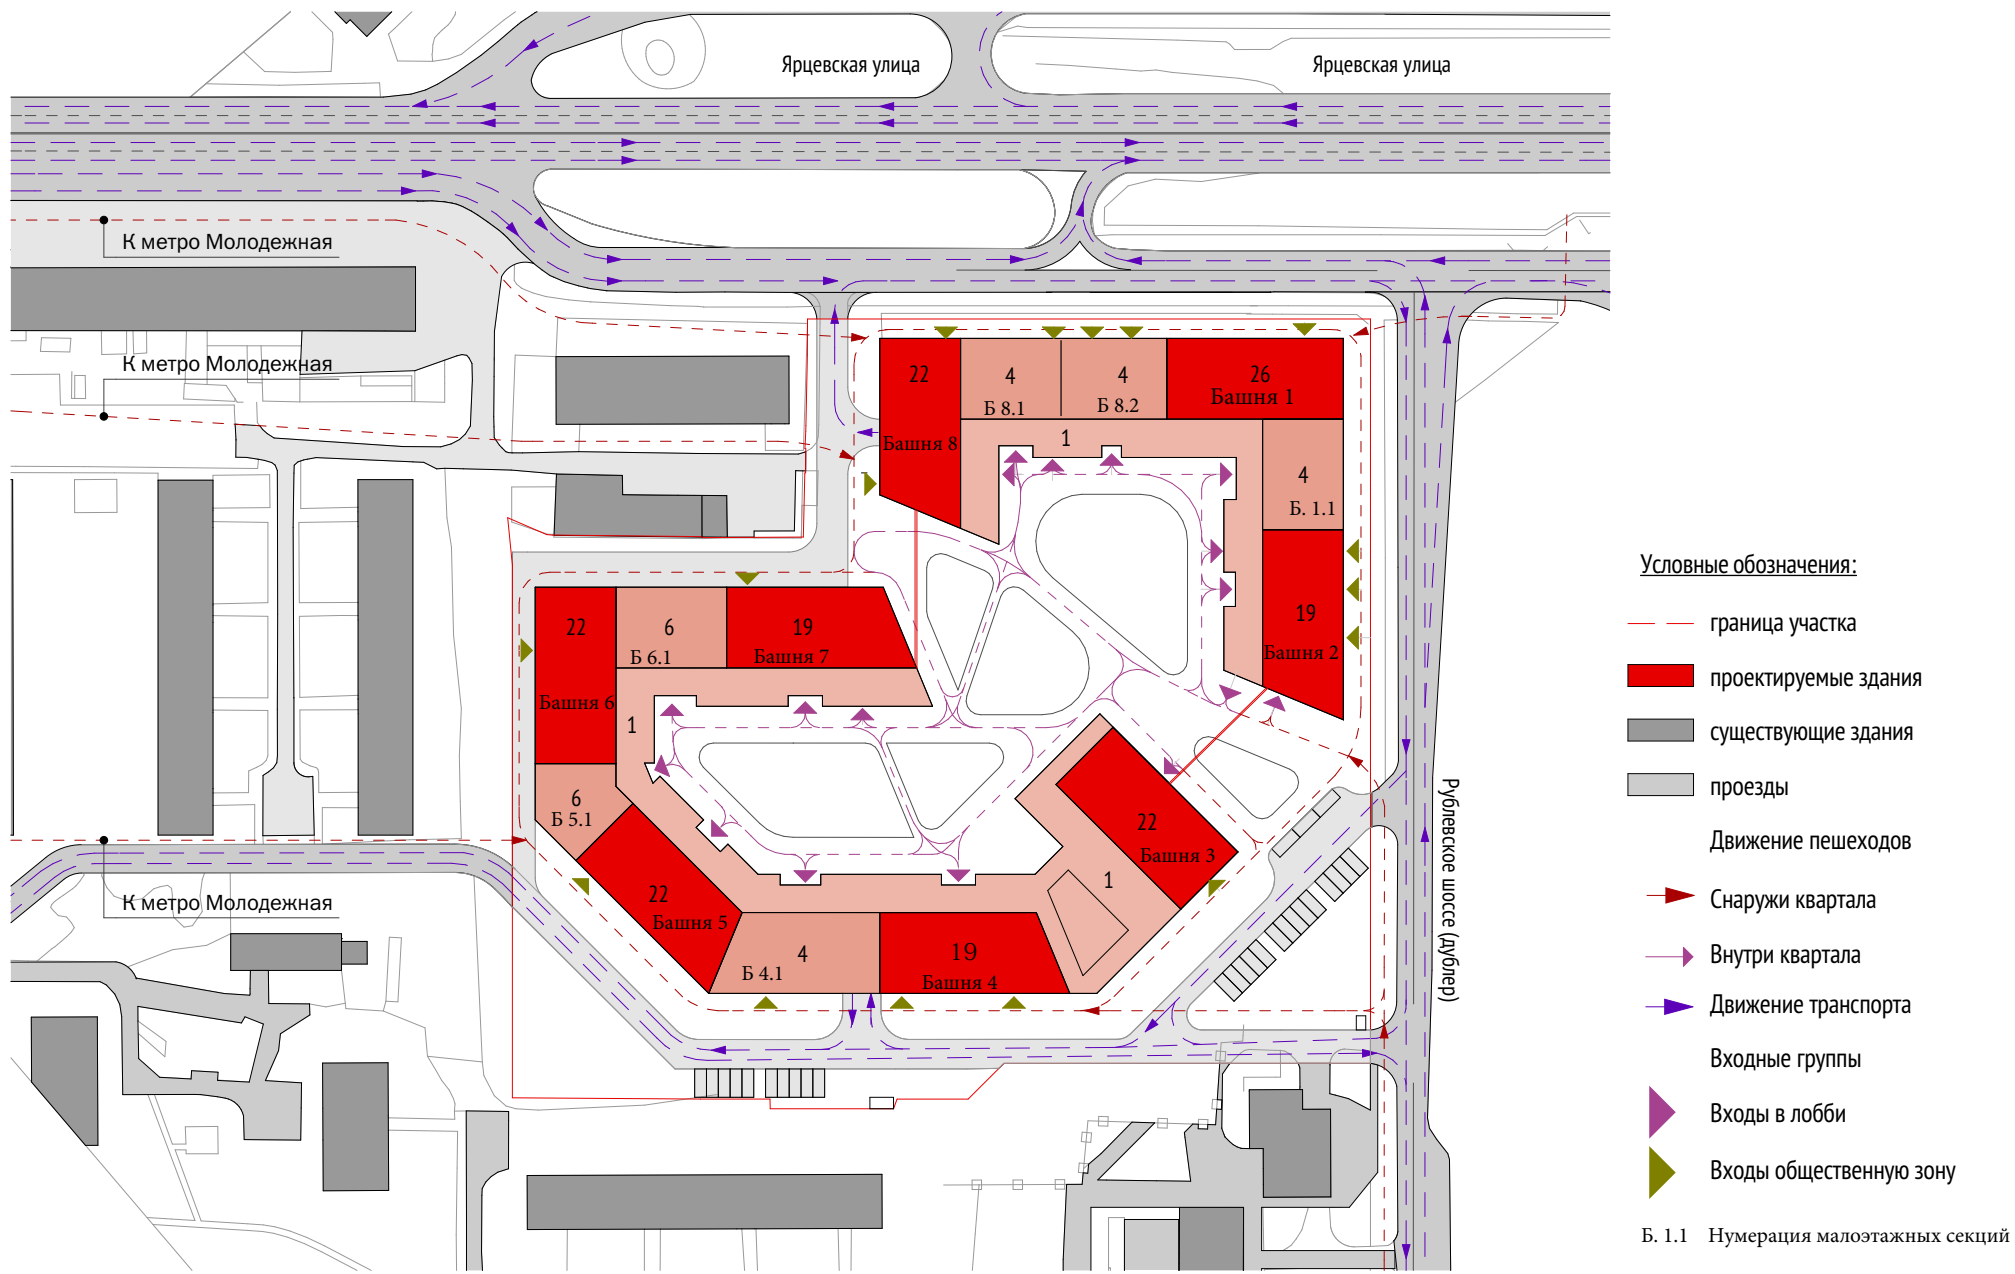 Ярцевская улица
Ярцевская улица
К метро Молодежная
К метро Молодежная
22
Башня 8
4
Б 8.1
4
Б 8.2
26
Башня 1
1
4
Б. 1.1
19
Башня 2
22
Башня 6
6
Б 6.1
19
Башня 7
1
6
Б 5.1
22
Башня 5
4
Б 4.1
19
Башня 4
22
Башня 3
1
К метро Молодежная
Рублевское шоссе (дублер)
Условные обозначения:
граница участка
проектируемые здания
существующие здания
проезды
Движение пешеходов
Снаружи квартала
Внутри квартала
Движение транспорта
Входные группы
Входы в лобби
Входы общественную зону
Б. 1.1 Нумерация малоэтажных секций